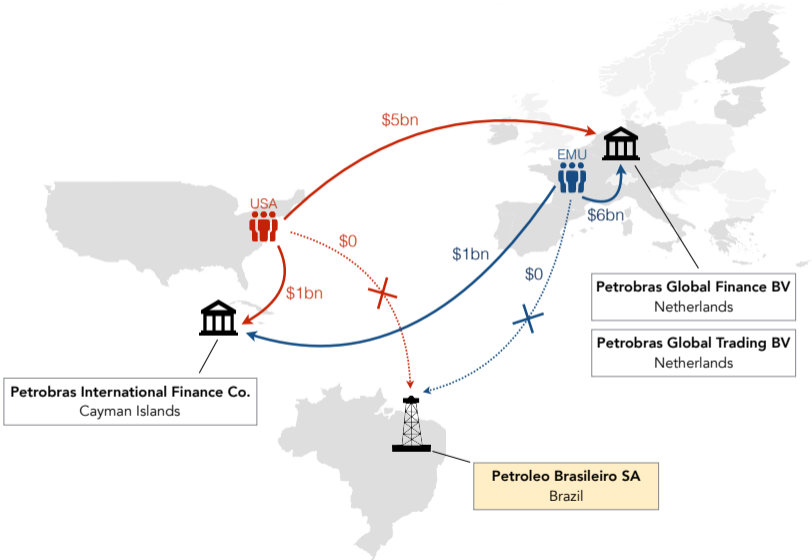 $5bn
EMU
USA
$6bn
$0
$1bn
$0
$1bn
Petrobras Global Finance BV
Netherlands
Petrobras Global Trading BV
Netherlands
Petrobras International Finance Co.
Cayman Islands
Petroleo Brasileiro SA
Brazil